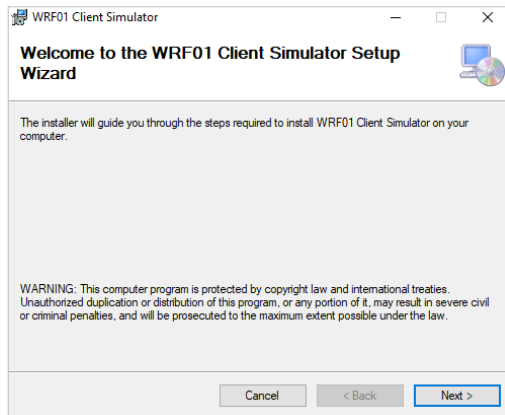 WRF01 Client Simulator
Welcome to the WRF01 Client Simulator Setup
Wizard
The installer will guide you through the steps required to install WRF01 Client Simulator on your
computer.
WARNING: This computer program is protected by copyright law and international treaties.
Unauthorized duplication or distribution of this program, or any portion of it, may result in severe civil
or criminal penalties, and will be prosecuted to the maximum extent possible under the law.
Cancel
< Back
Next >